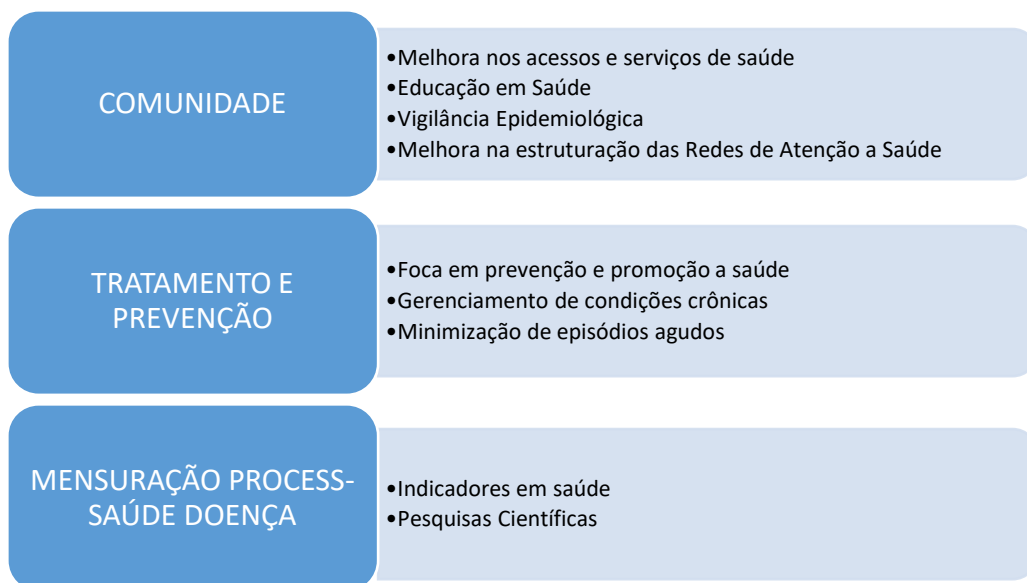 COMUNIDADE
•Melhora nos acessos e serviços de saúde
•Educação em Saúde
•Vigilância Epidemiológica
•Melhora na estruturação das Redes de Atenção a Saúde
TRATAMENTO E
PREVENÇÃO
•Foca em prevenção e promoção a saúde
•Gerenciamento de condições crônicas
•Minimização de episódios agudos
MENSURAÇÃO PROCESS-
SAÚDE DOENÇA
•Indicadores em saúde
•Pesquisas Científicas